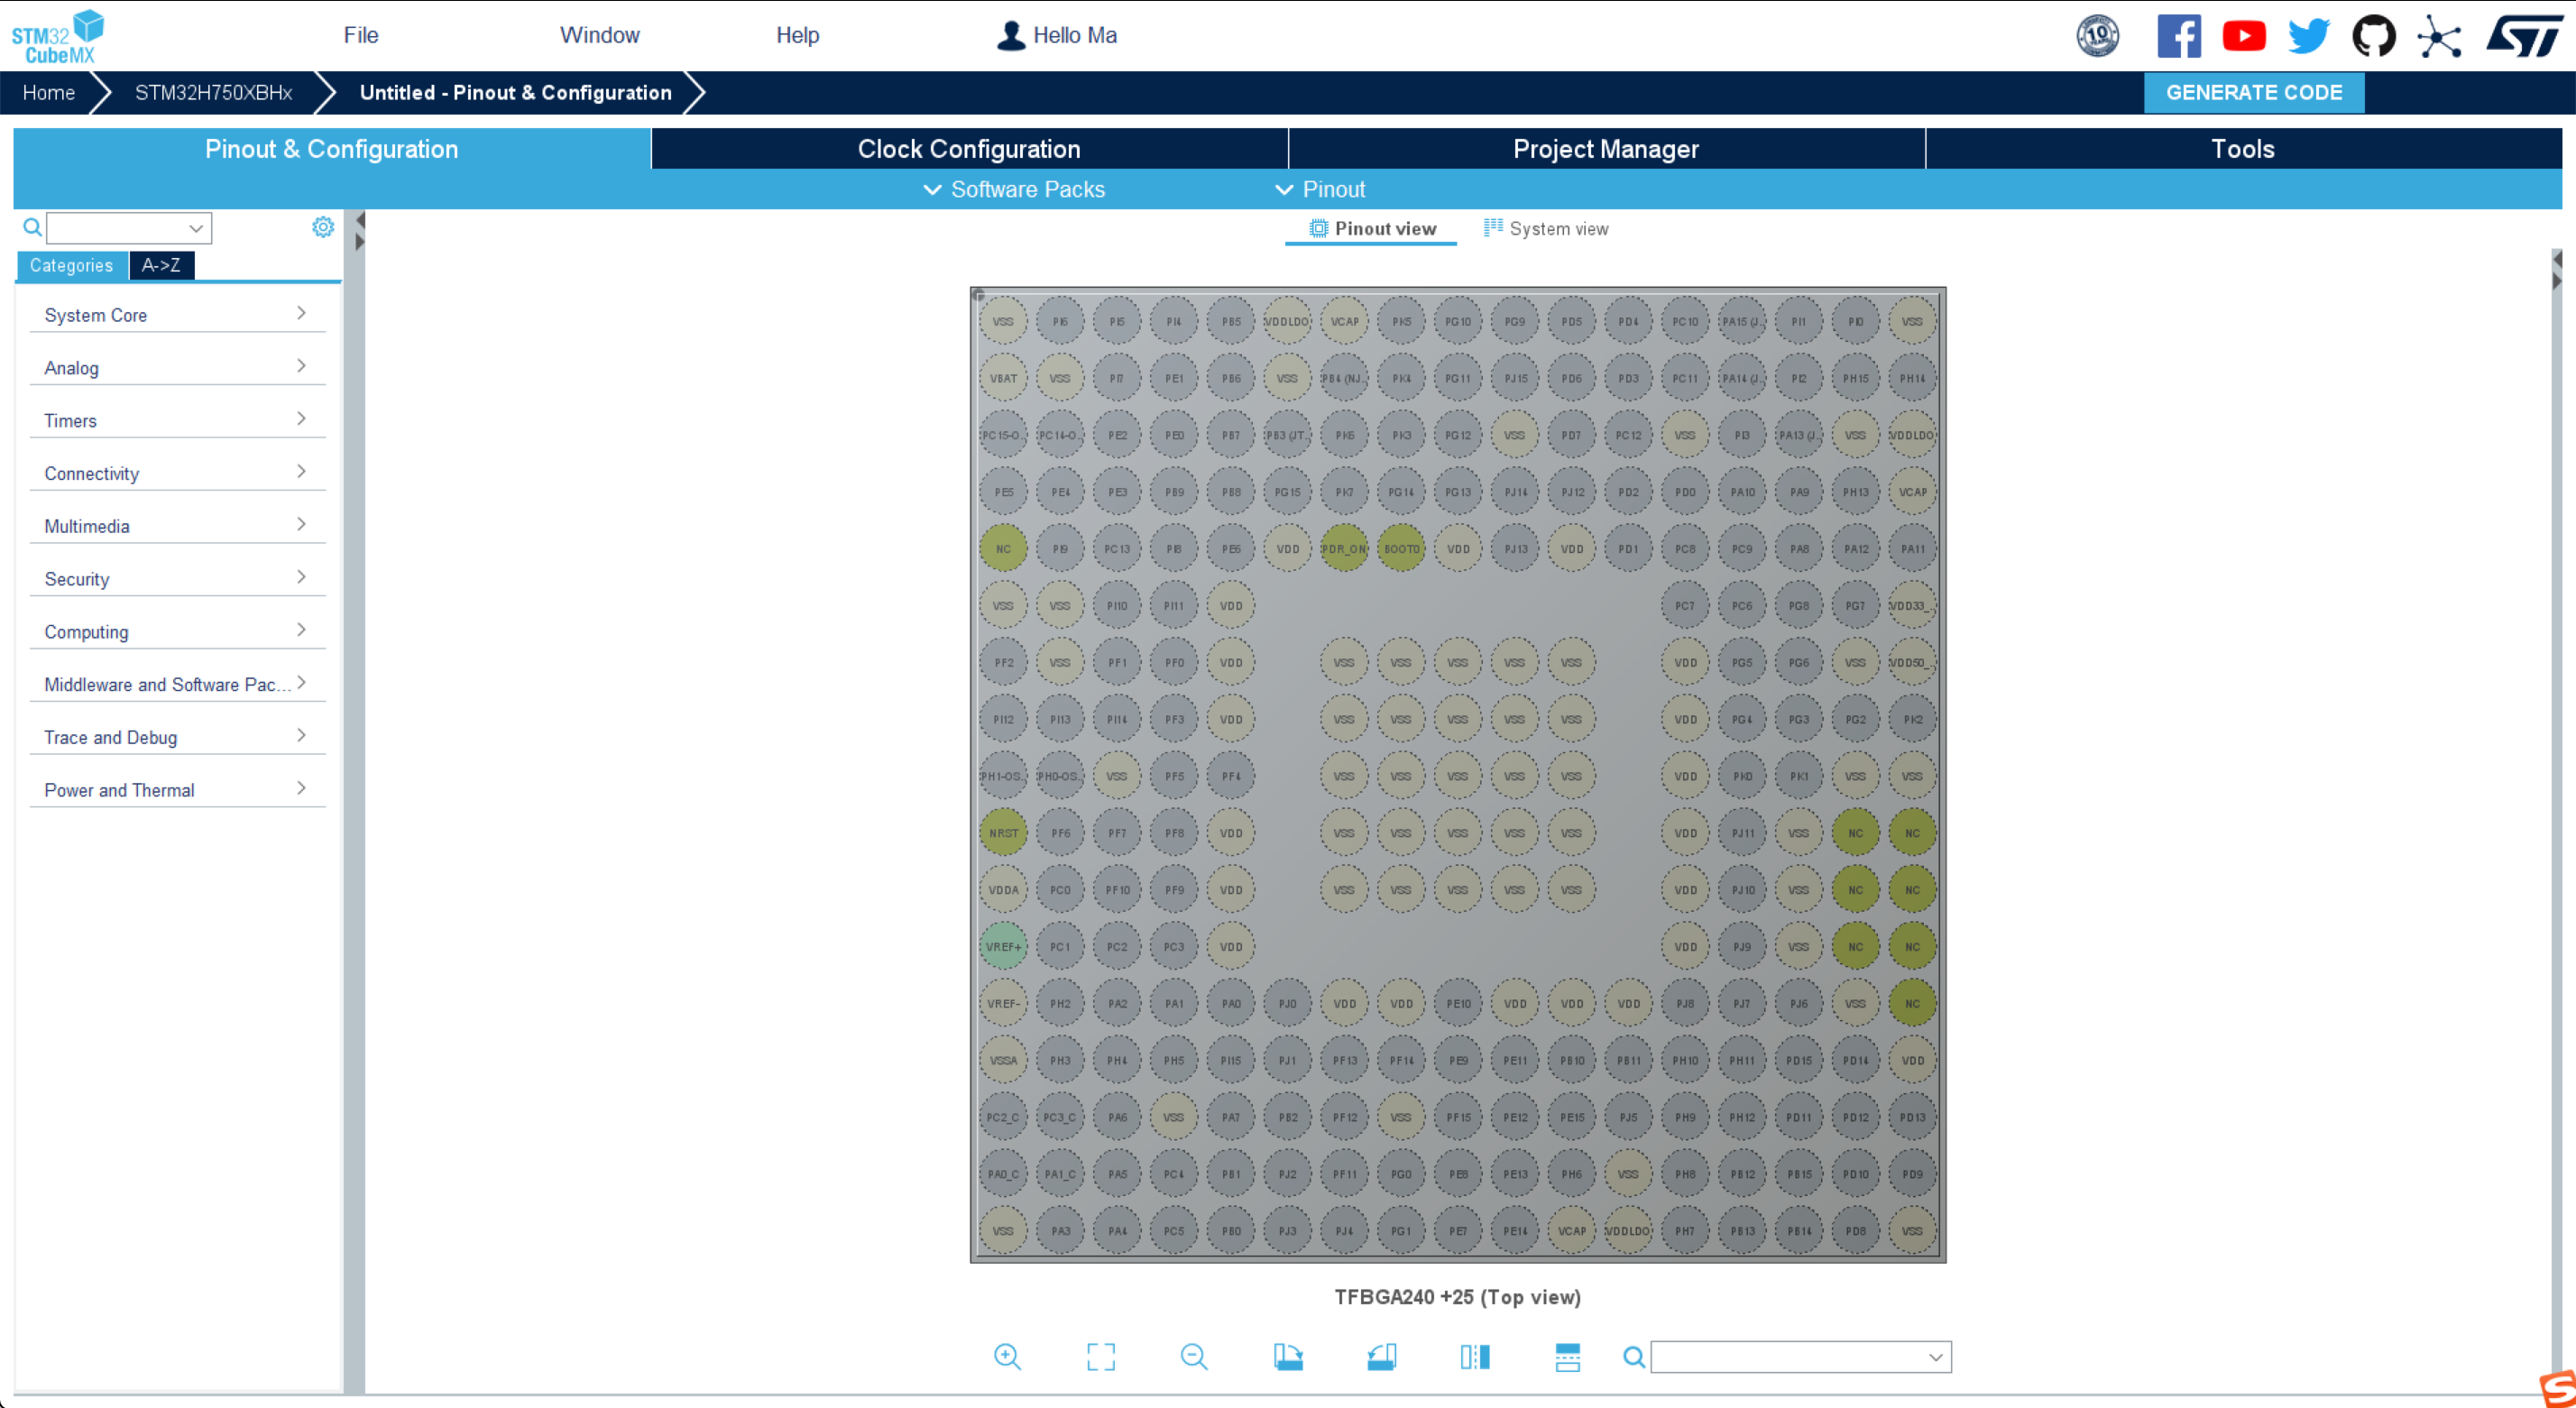 STM32 CubeMX File Window Help Hello Ma 10 ST
Home STM32H750XBHx Untitled - Pinout & Configuration GENERATE CODE
Pinout & Configuration Clock Configuration Project Manager Tools
Software Packs Pinout
Pinout view System view
Categories A->Z
System Core
Analog
Timers
Connectivity
Multimedia
Security
Computing
Middleware and Software Pac...
Trace and Debug
Power and Thermal
VSS PI6 PI5 PI4 PB5 VDDLDO VCAP PK5 PG10 PG9 PD5 PD4 PC10 PA15 (J.. PI1 PI0 VSS
VBAT VSS PI7 PE1 PB6 VSS PB4 (NJ.. PK4 PG11 PJ15 PD6 PD3 PC11 PA14 (J.. PI2 PH15 PH14
PC15-O.. PC14-O.. PE2 PE0 PB7 PB3 (JT.. PK6 PK3 PG12 VSS PD7 PC12 VSS PI3 PA13 (J.. VSS VDDLDO
PE5 PE4 PE3 PB9 PB8 PG15 PK7 PG14 PG13 PJ14 PJ12 PD2 PD0 PA10 PA9 PH13 VCAP
NC PI9 PC13 PI8 PE6 VDD PDR_ON BOOT0 VDD PJ13 VDD PD1 PC8 PC9 PA8 PA12 PA11
VSS VSS PI10 PI11 VDD PC7 PC6 PG8 PG7 VDD33_..
PF2 VSS PF1 PF0 VDD VSS VSS VSS VSS VSS VDD PG5 PG6 VSS VDD50_..
PI12 PI13 PI14 PF3 VDD VSS VSS VSS VSS VSS VDD PG4 PG3 PG2 PK2
PH1-OS.. PH0-OS.. VSS PF5 PF4 VSS VSS VSS VSS VSS VDD PK0 PK1 VSS VSS
NRST PF6 PF7 PF8 VDD VSS VSS VSS VSS VSS VDD PJ11 VSS NC NC
VDDA PC0 PF10 PF9 VDD VSS VSS VSS VSS VSS VDD PJ10 VSS NC NC
VREF+ PC1 PC2 PC3 VDD VDD PJ9 VSS NC NC
VREF- PH2 PA2 PA1 PA0 PJ0 VDD VDD PE10 VDD VDD VDD PJ8 PJ7 PJ6 VSS NC
VSSA PH3 PH4 PH5 PI15 PJ1 PF13 PF14 PE9 PE11 PB10 PB11 PH10 PH11 PD15 PD14 VDD
PC2_C PC3_C PA6 VSS PA7 PB2 PF12 VSS PF15 PE12 PE15 PJ5 PH9 PH12 PD11 PD12 PD13
PA0_C PA1_C PA5 PC4 PB1 PJ2 PF11 PG0 PE8 PE13 PH6 VSS PH8 PB12 PB15 PD10 PD9
VSS PA3 PA4 PC5 PB0 PJ3 PJ4 PG1 PE7 PE14 VCAP VDDLDO PH7 PB13 PB14 PD8 VSS
TFBGA240 +25 (Top view)